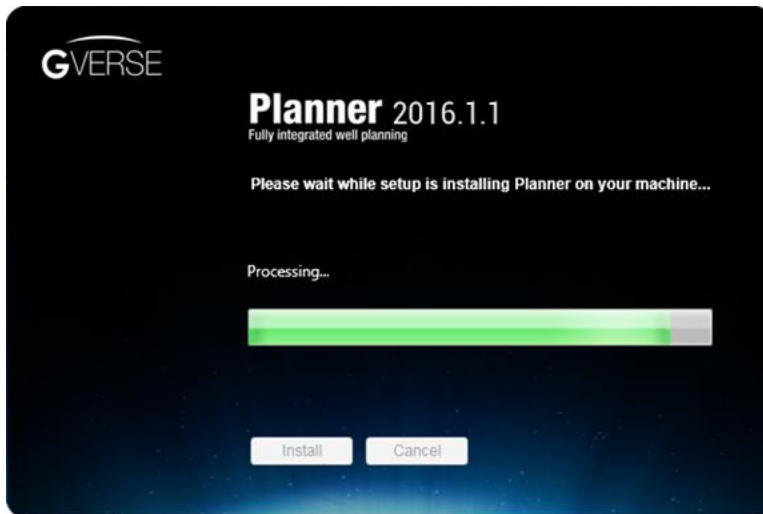 GVERSE
Planner 2016.1.1
Fully integrated well planning
Please wait while setup is installing Planner on your machine...
Processing...
Install Cancel